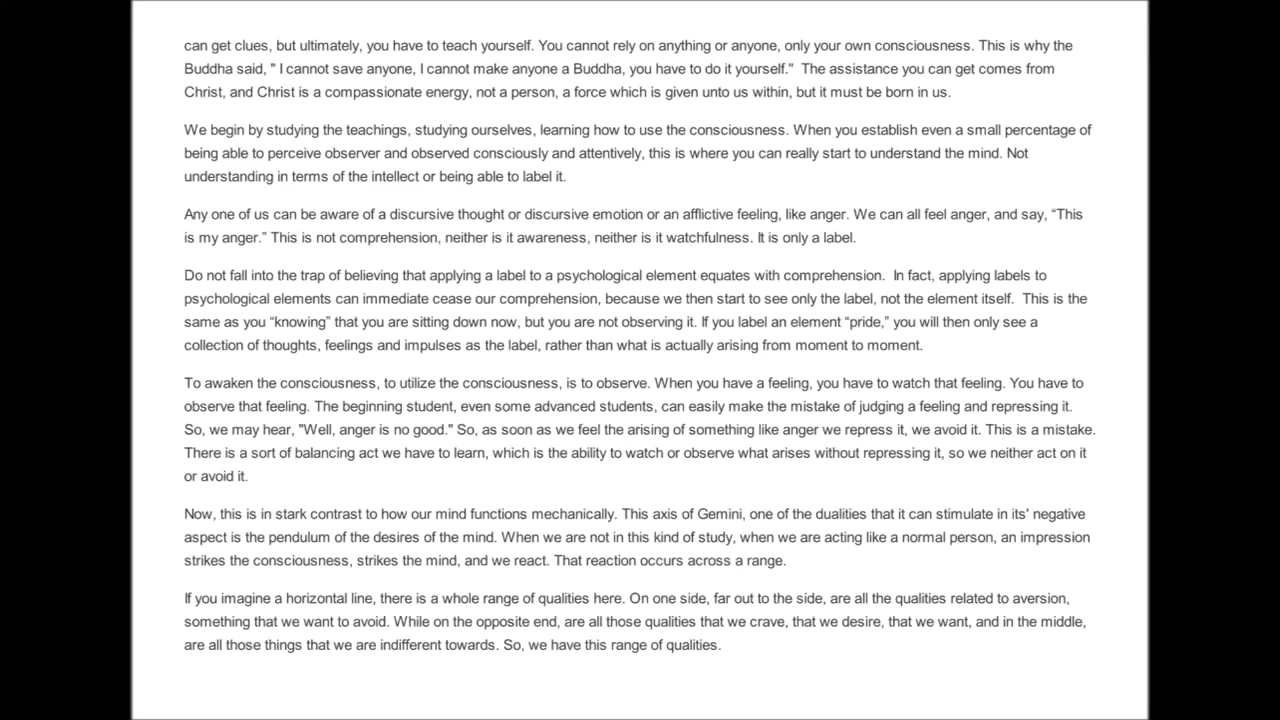 can get clues, but ultimately, you have to teach yourself. You cannot rely on anything or anyone, only your own consciousness. This is why the
Buddha said, " I cannot save anyone, I cannot make anyone a Buddha, you have to do it yourself."  The assistance you can get comes from
Christ, and Christ is a compassionate energy, not a person, a force which is given unto us within, but it must be born in us.
We begin by studying the teachings, studying ourselves, learning how to use the consciousness. When you establish even a small percentage of
being able to perceive observer and observed consciously and attentively, this is where you can really start to understand the mind. Not
understanding in terms of the intellect or being able to label it.
Any one of us can be aware of a discursive thought or discursive emotion or an afflictive feeling, like anger. We can all feel anger, and say, “This
is my anger.” This is not comprehension, neither is it awareness, neither is it watchfulness. It is only a label.
Do not fall into the trap of believing that applying a label to a psychological element equates with comprehension.  In fact, applying labels to
psychological elements can immediate cease our comprehension, because we then start to see only the label, not the element itself.  This is the
same as you “knowing” that you are sitting down now, but you are not observing it. If you label an element “pride,” you will then only see a
collection of thoughts, feelings and impulses as the label, rather than what is actually arising from moment to moment.
To awaken the consciousness, to utilize the consciousness, is to observe. When you have a feeling, you have to watch that feeling. You have to
observe that feeling. The beginning student, even some advanced students, can easily make the mistake of judging a feeling and repressing it.
So, we may hear, "Well, anger is no good." So, as soon as we feel the arising of something like anger we repress it, we avoid it. This is a mistake.
There is a sort of balancing act we have to learn, which is the ability to watch or observe what arises without repressing it, so we neither act on it
or avoid it.
Now, this is in stark contrast to how our mind functions mechanically. This axis of Gemini, one of the dualities that it can stimulate in its' negative
aspect is the pendulum of the desires of the mind. When we are not in this kind of study, when we are acting like a normal person, an impression
strikes the consciousness, strikes the mind, and we react. That reaction occurs across a range.
If you imagine a horizontal line, there is a whole range of qualities here. On one side, far out to the side, are all the qualities related to aversion,
something that we want to avoid. While on the opposite end, are all those qualities that we crave, that we desire, that we want, and in the middle,
are all those things that we are indifferent towards. So, we have this range of qualities.